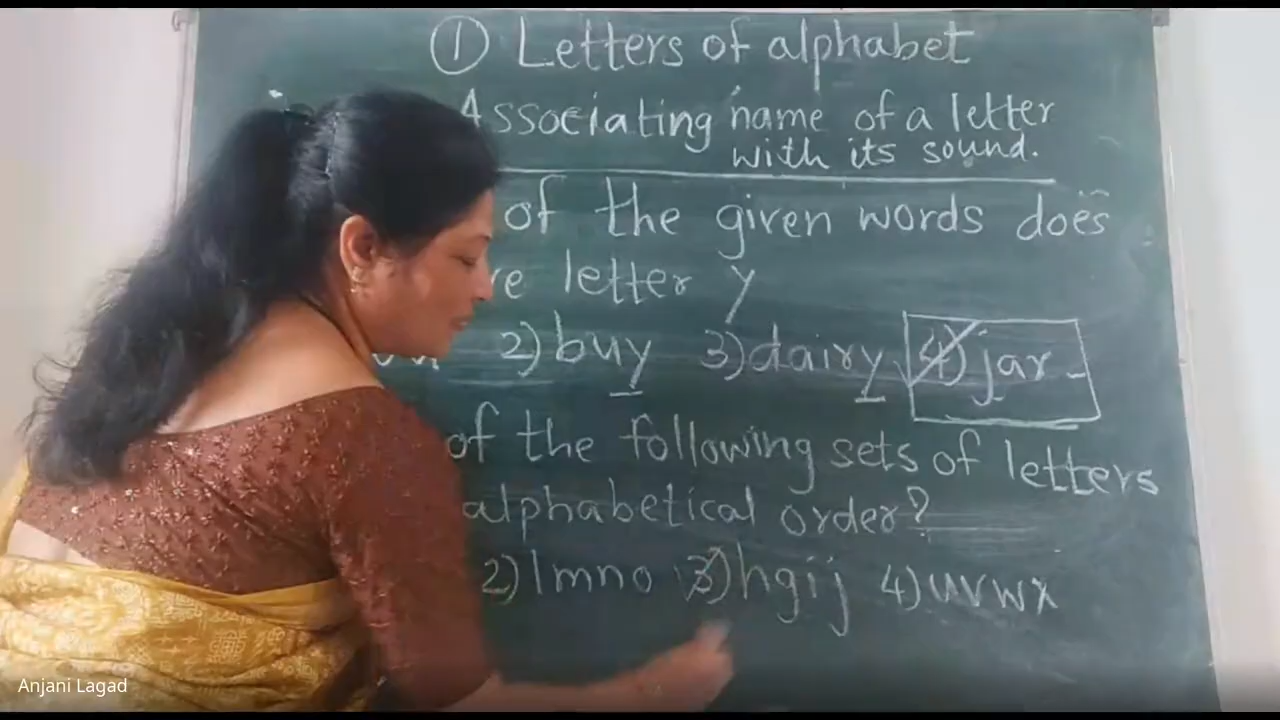 ① Letters of alphabet
Associating name of a letter
with its sound.
of the given words does
letter y
2) buy 3) dairy 4) jar
of the following sets of letters
alphabetical order?
2) lmno 3) hgij 4) uvwx
Anjani Lagad